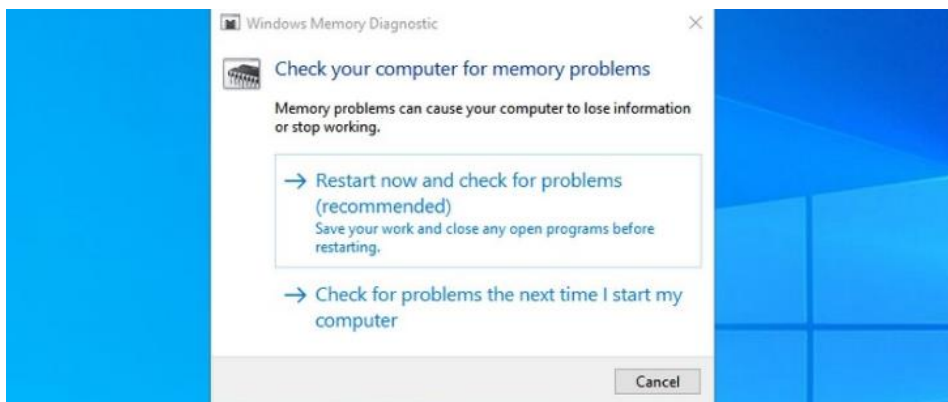 Windows Memory Diagnostic
Check your computer for memory problems
Memory problems can cause your computer to lose information
or stop working.
Restart now and check for problems
(recommended)
Save your work and close any open programs before
restarting.
Check for problems the next time I start my
computer
Cancel